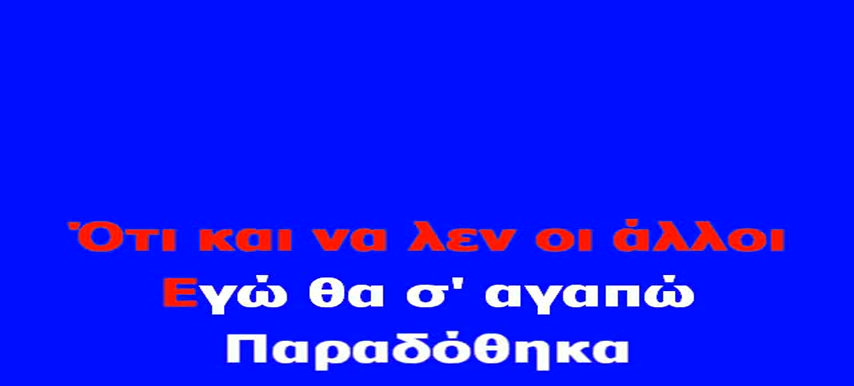 Ότι και να λεν οι άλλοι
Εγώ θα σ' αγαπώ
Παραδόθηκα